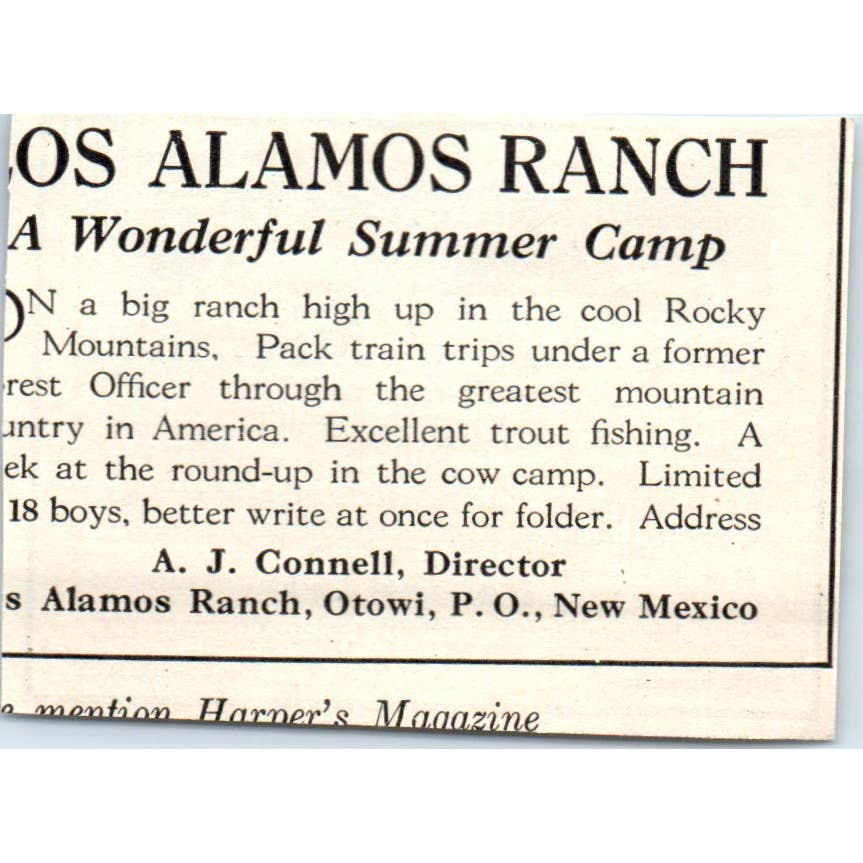 LOS ALAMOS RANCH
A Wonderful Summer Camp
ON a big ranch high up in the cool Rocky
Mountains. Pack train trips under a former
rest Officer through the greatest mountain
untry in America. Excellent trout fishing. A
ek at the round-up in the cow camp. Limited
18 boys, better write at once for folder. Address
A. J. Connell, Director
s Alamos Ranch, Otowi, P. O., New Mexico
e mention Harper's Magazine